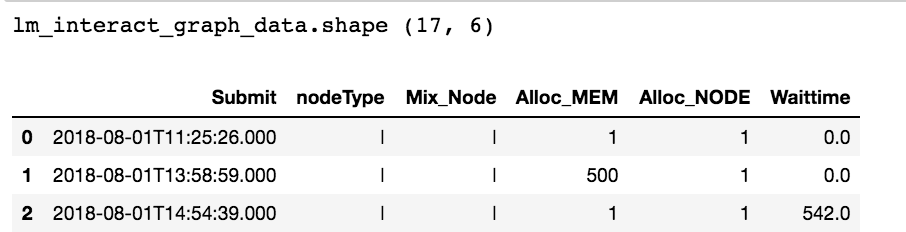 lm_interact_graph_data.shape (17, 6)
Submit nodeType Mix_Node Alloc_MEM Alloc_NODE Waittime
0 2018-08-01T11:25:26.000 l l 1 1 0.0
1 2018-08-01T13:58:59.000 l l 500 1 0.0
2 2018-08-01T14:54:39.000 l l 1 1 542.0